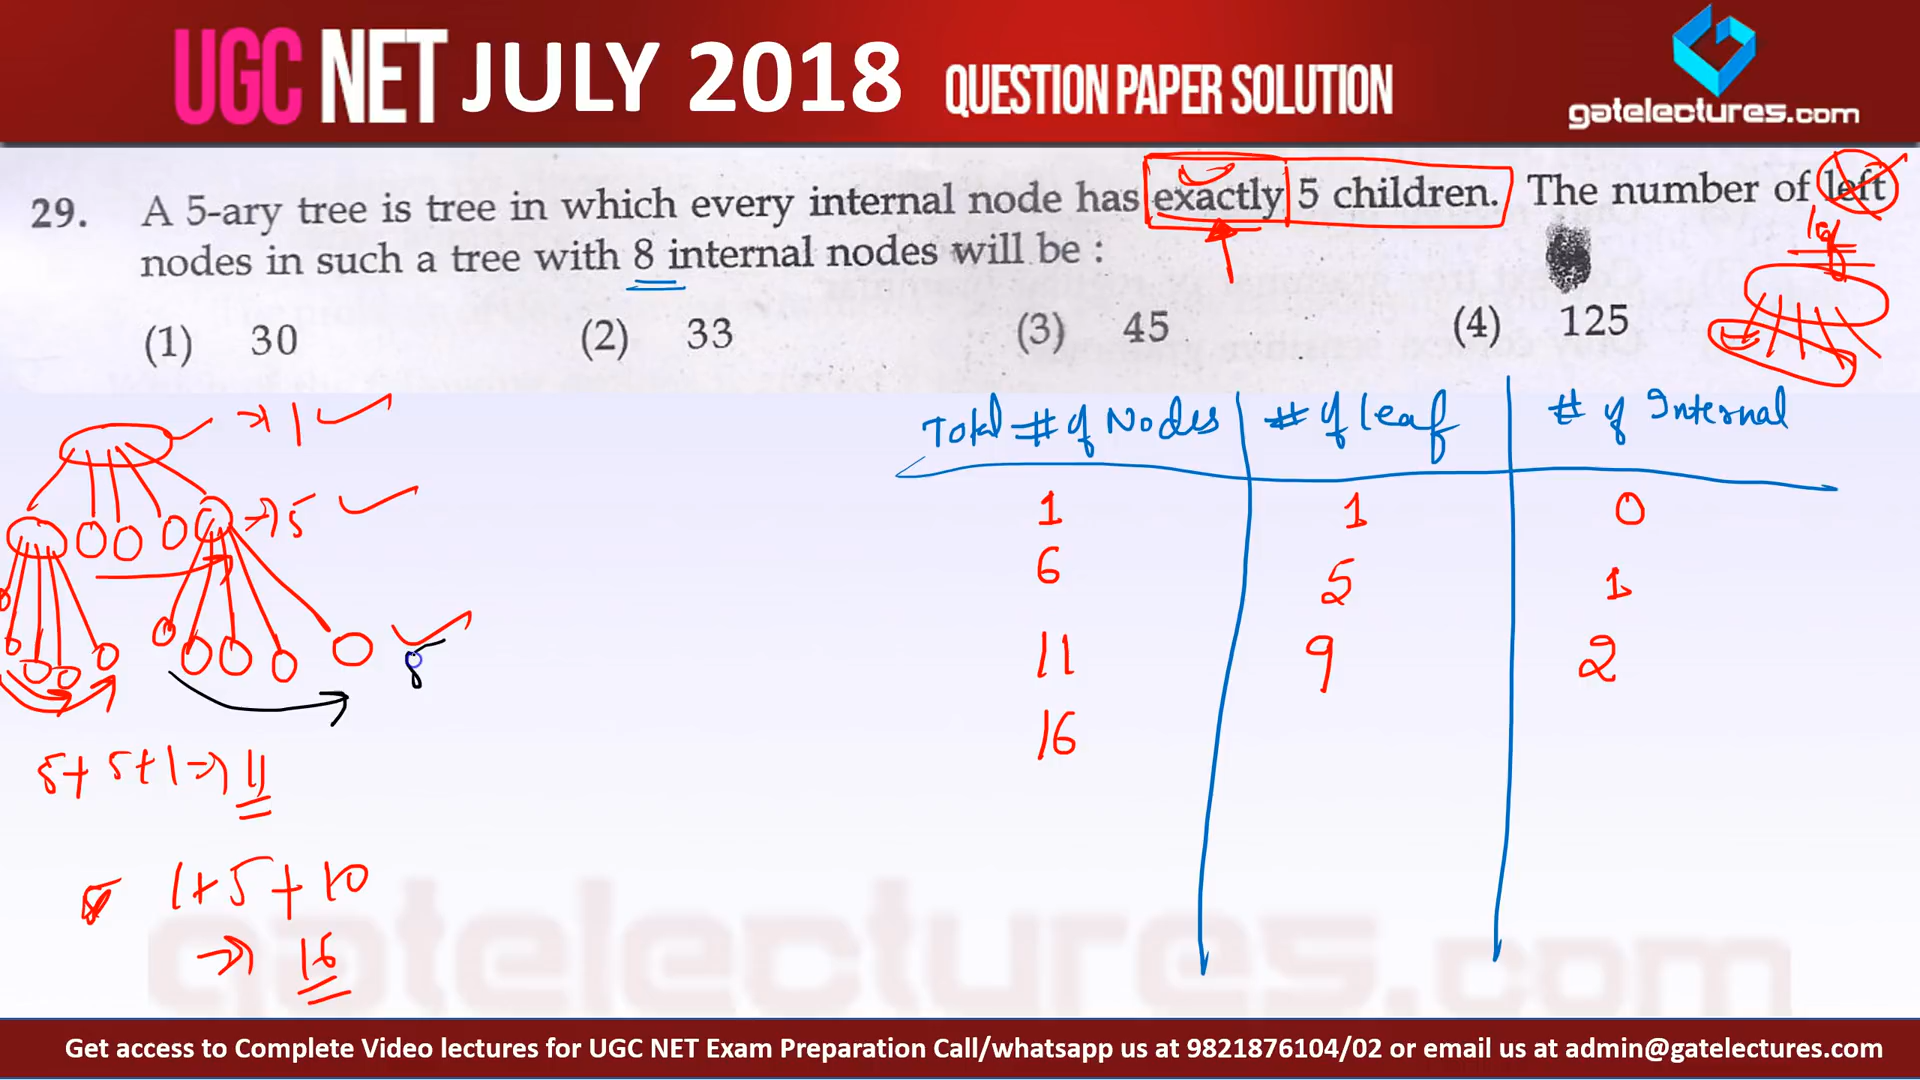 UGC NET JULY 2018 QUESTION PAPER SOLUTION
gatelectures.com
29. A 5-ary tree is tree in which every internal node has exactly 5 children. The number of left
nodes in such a tree with 8 internal nodes will be :
(1) 30 (2) 33 (3) 45 (4) 125
Total # of Nodes # of leaf # of Internal
1 1 0
6 5 1
11 9 2
16
→ 1
→ 5
8
5+ 5+1 → 11
1+5+10
→ 16
gatelectures.com
Get access to Complete Video lectures for UGC NET Exam Preparation Call/whatsapp us at 9821876104/02 or email us at admin@gatelectures.com